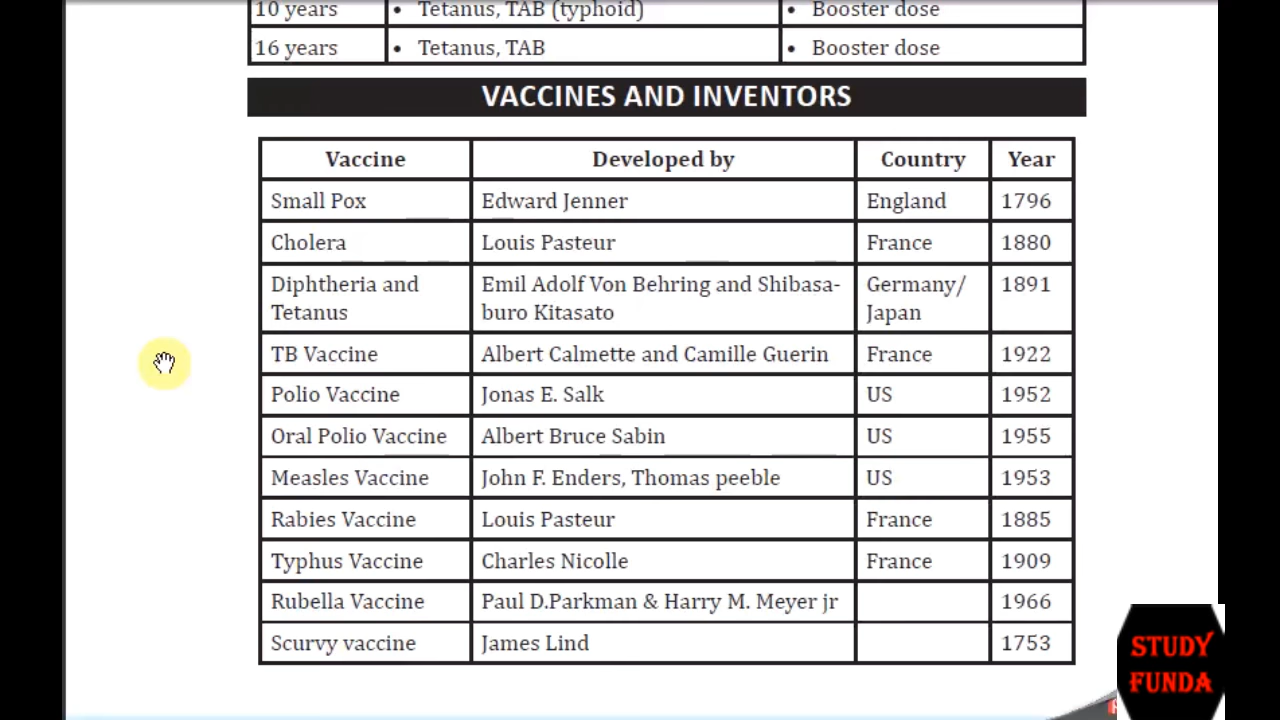 10 years • Tetanus, TAB (typhoid) • Booster dose
16 years • Tetanus, TAB • Booster dose
VACCINES AND INVENTORS
Vaccine Developed by Country Year
Small Pox Edward Jenner England 1796
Cholera Louis Pasteur France 1880
Diphtheria and Emil Adolf Von Behring and Shibasa- Germany/ 1891
Tetanus buro Kitasato Japan
TB Vaccine Albert Calmette and Camille Guerin France 1922
Polio Vaccine Jonas E. Salk US 1952
Oral Polio Vaccine Albert Bruce Sabin US 1955
Measles Vaccine John F. Enders, Thomas peeble US 1953
Rabies Vaccine Louis Pasteur France 1885
Typhus Vaccine Charles Nicolle France 1909
Rubella Vaccine Paul D.Parkman & Harry M. Meyer jr 1966
Scurvy vaccine James Lind 1753
STUDY
FUNDA